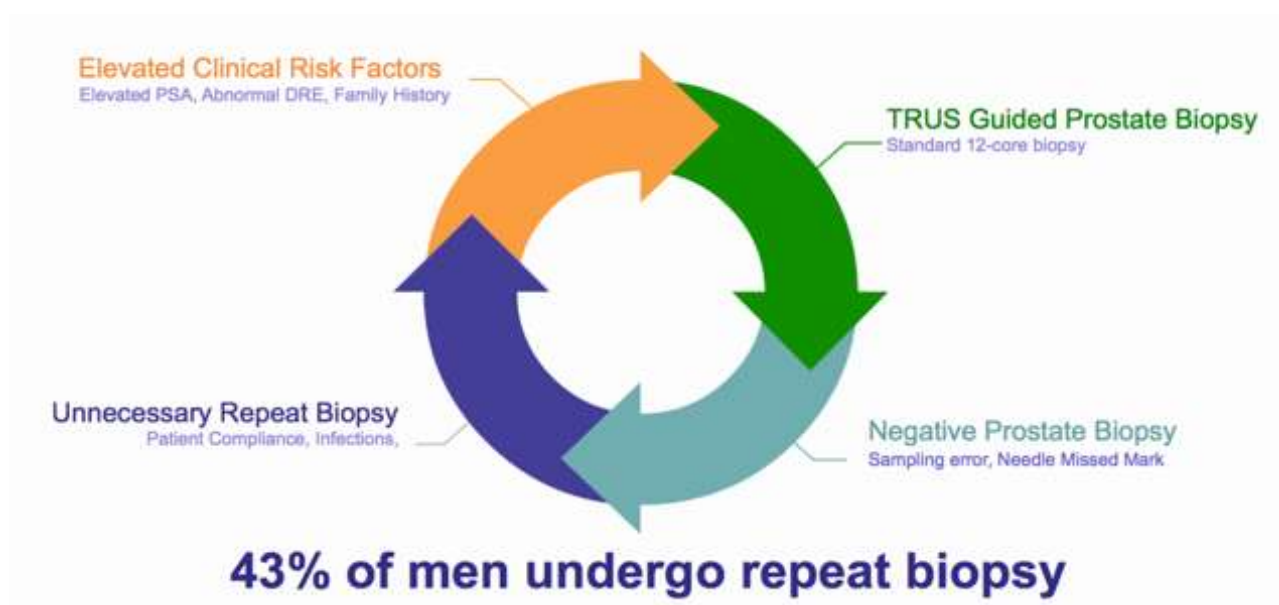 Elevated Clinical Risk Factors
Elevated PSA, Abnormal DRE, Family History
TRUS Guided Prostate Biopsy
Standard 12-core biopsy
Negative Prostate Biopsy
Sampling error, Needle Missed Mark
Unnecessary Repeat Biopsy
Patient Compliance, Infections,
43% of men undergo repeat biopsy